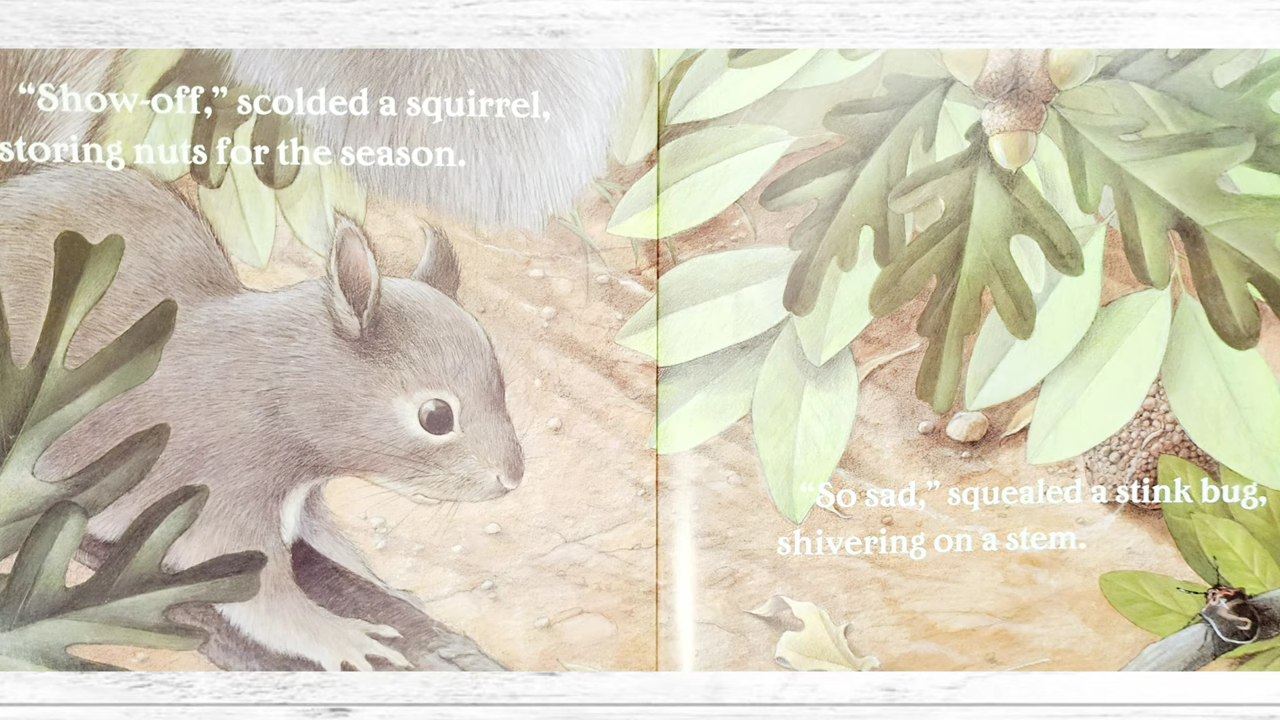 “Show-off,” scolded a squirrel,
storing nuts for the season.
“So sad,” squealed a stink bug,
shivering on a stem.